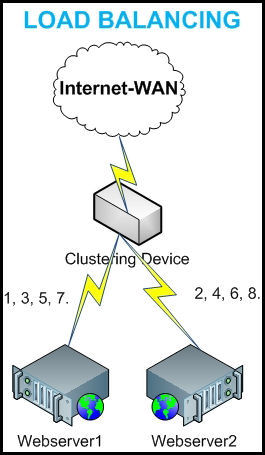 LOAD BALANCING
Internet-WAN
Clustering Device
1, 3, 5, 7.
2, 4, 6, 8.
Webserver1
Webserver2